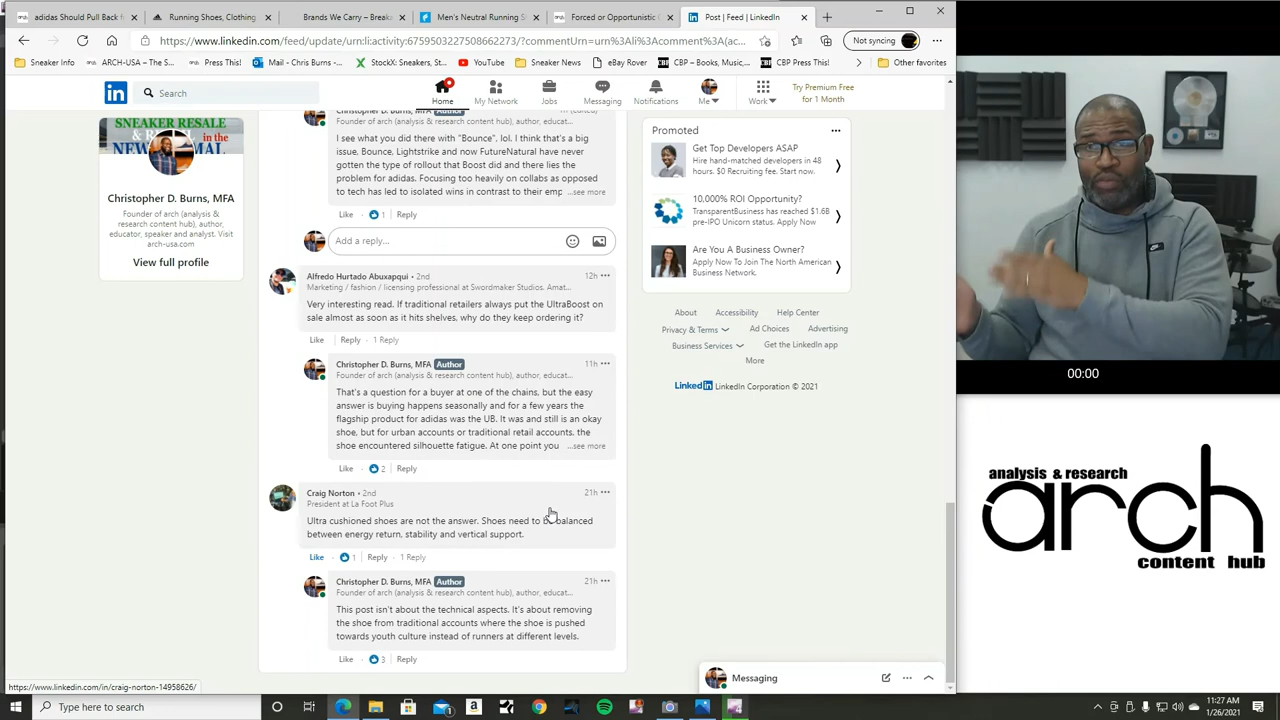 adidas Should Pull Back f
Running Shoes, Clothing
Brands We Carry – Breaka
Men's Neutral Running S
Forced or Opportunistic C
Post | Feed | LinkedIn
https://www.linkedin.com/feed/update/urn:li:activity:6759503227508662273/?commentUrn=urn%3Ali%3Acomment%3A(ac...
Not syncing
Sneaker Info
ARCH-USA — The S...
Press This!
Mail - Chris Burns -...
StockX: Sneakers, St...
YouTube
Sneaker News
eBay Rover
CBP – Books, Music,...
CBP Press This!
Other favorites
Search
Home
My Network
Jobs
Messaging
Notifications
Me
Work
Try Premium Free
for 1 Month
SNEAKER RESALE
in the
Christopher D. Burns, MFA
Founder of arch (analysis &
research content hub), author,
educator, speaker and analyst. Visit
arch-usa.com
View full profile
Christopher D. Burns, MFA Author
Founder of arch (analysis & research content hub), author, educat...
I see what you did there with "Bounce". lol. I think that's a big
issue. Bounce, Lightstrike and now FutureNatural have never
gotten the type of rollout that Boost did and there lies the
problem for adidas. Focusing too heavily on collabs as opposed
to tech has led to isolated wins in contrast to their emp ...see more
Like 1 Reply
Add a reply...
Alfredo Hurtado Abuxapqui • 2nd 12h
Marketing / fashion / licensing professional at Swordmaker Studios. Amat...
Very interesting read. If traditional retailers always put the UltraBoost on
sale almost as soon as it hits shelves, why do they keep ordering it?
Like Reply · 1 Reply
Christopher D. Burns, MFA Author 11h
Founder of arch (analysis & research content hub), author, educat...
That's a question for a buyer at one of the chains, but the easy
answer is buying happens seasonally and for a few years the
flagship product for adidas was the UB. It was and still is an okay
shoe, but for urban accounts or traditional retail accounts, the
shoe encountered silhouette fatigue. At one point you ...see more
Like 2 Reply
Craig Norton • 2nd 21h
President at La Foot Plus
Ultra cushioned shoes are not the answer. Shoes need to be balanced
between energy return, stability and vertical support.
Like 1 Reply · 1 Reply
Christopher D. Burns, MFA Author 21h
Founder of arch (analysis & research content hub), author, educat...
This post isn't about the technical aspects. It's about removing
the shoe from traditional accounts where the shoe is pushed
towards youth culture instead of runners at different levels.
Like 3 Reply
Promoted
Get Top Developers ASAP
Hire hand-matched developers in 48
hours. $0 Recruiting fee. Start now.
10,000% ROI Opportunity?
TransparentBusiness has reached $1.6B
pre-IPO Unicorn status. Apply Now
Are You A Business Owner?
Apply Now To Join The North American
Business Network.
About Accessibility Help Center
Privacy & Terms Ad Choices Advertising
Business Services Get the LinkedIn app
More
LinkedIn LinkedIn Corporation © 2021
Messaging
https://www.linkedin.com/in/craig-norton-14958626/
00:00
analysis & research
arch
content hub
Type here to search
11:27 AM
1/26/2021